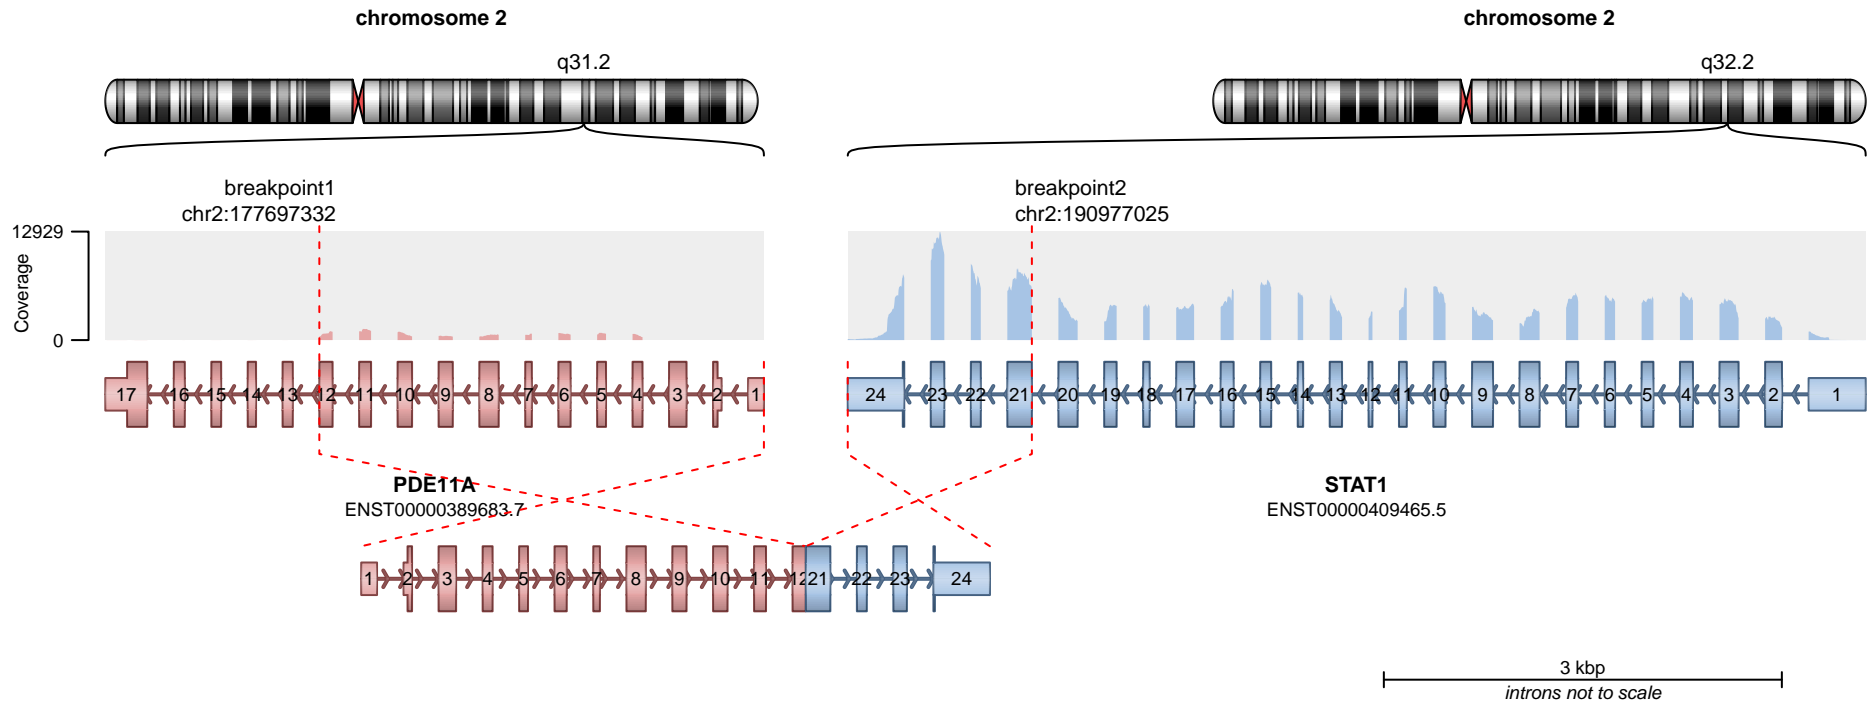 chromosome 2
chromosome 2
q31.2
q32.2
breakpoint1
chr2:177697332
breakpoint2
chr2:190977025
12929
Coverage
0
17 16 15 14 13 12 11 10 9 8 7 6 5 4 3 2 1
24 23 22 21 20 19 18 17 16 15 14 13 12 11 10 9 8 7 6 5 4 3 2 1
PDE11A
ENST00000389683.7
STAT1
ENST00000409465.5
1 2 3 4 5 6 7 8 9 10 11 12 21 22 23 24
3 kbp
introns not to scale